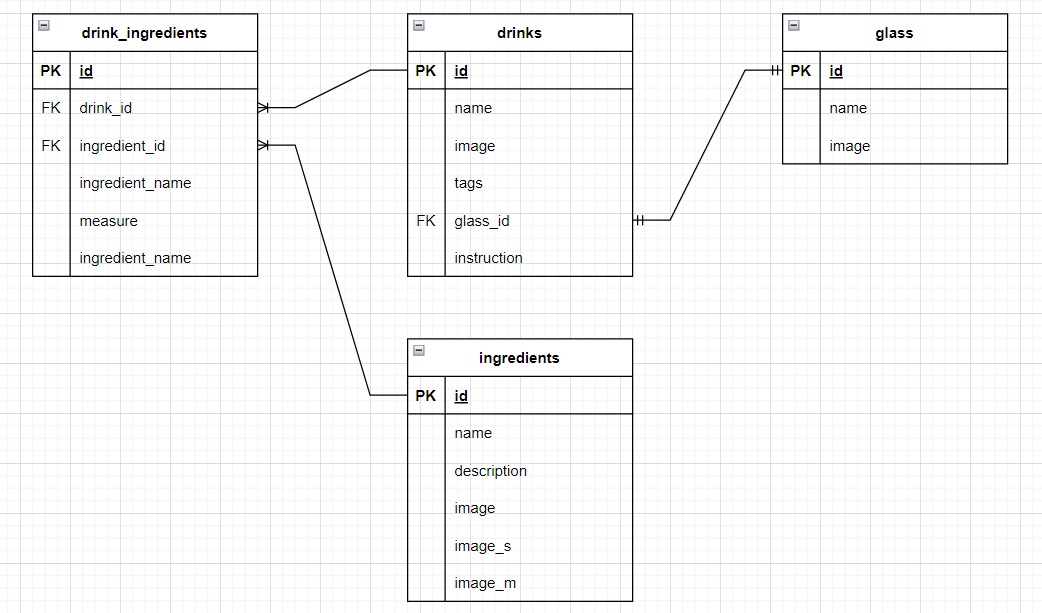 drink_ingredients
PK id
FK drink_id
FK ingredient_id
ingredient_name
measure
ingredient_name
drinks
PK id
name
image
tags
FK glass_id
instruction
glass
PK id
name
image
ingredients
PK id
name
description
image
image_s
image_m